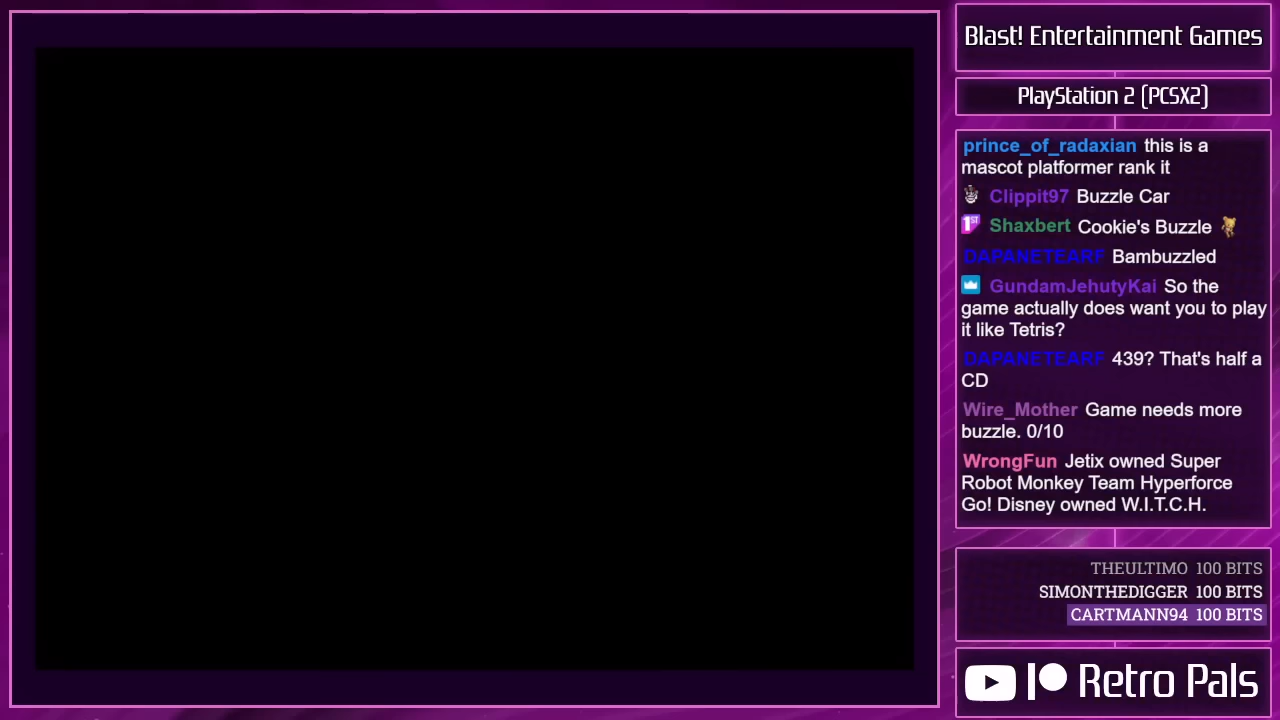 Blast! Entertainment Games
PlayStation 2 (PCSX2)
prince_of_radaxian this is a
mascot platformer rank it
Clippit97 Buzzle Car
1ST Shaxbert Cookie's Buzzle
DAPANETEARF Bambuzzled
GundamJehutyKai So the
game actually does want you to play
it like Tetris?
DAPANETEARF 439? That's half a
CD
Wire_Mother Game needs more
buzzle. 0/10
WrongFun Jetix owned Super
Robot Monkey Team Hyperforce
Go! Disney owned W.I.T.C.H.
THEULTIMO 100 BITS
SIMONTHEDIGGER 100 BITS
CARTMANN94 100 BITS
Retro Pals